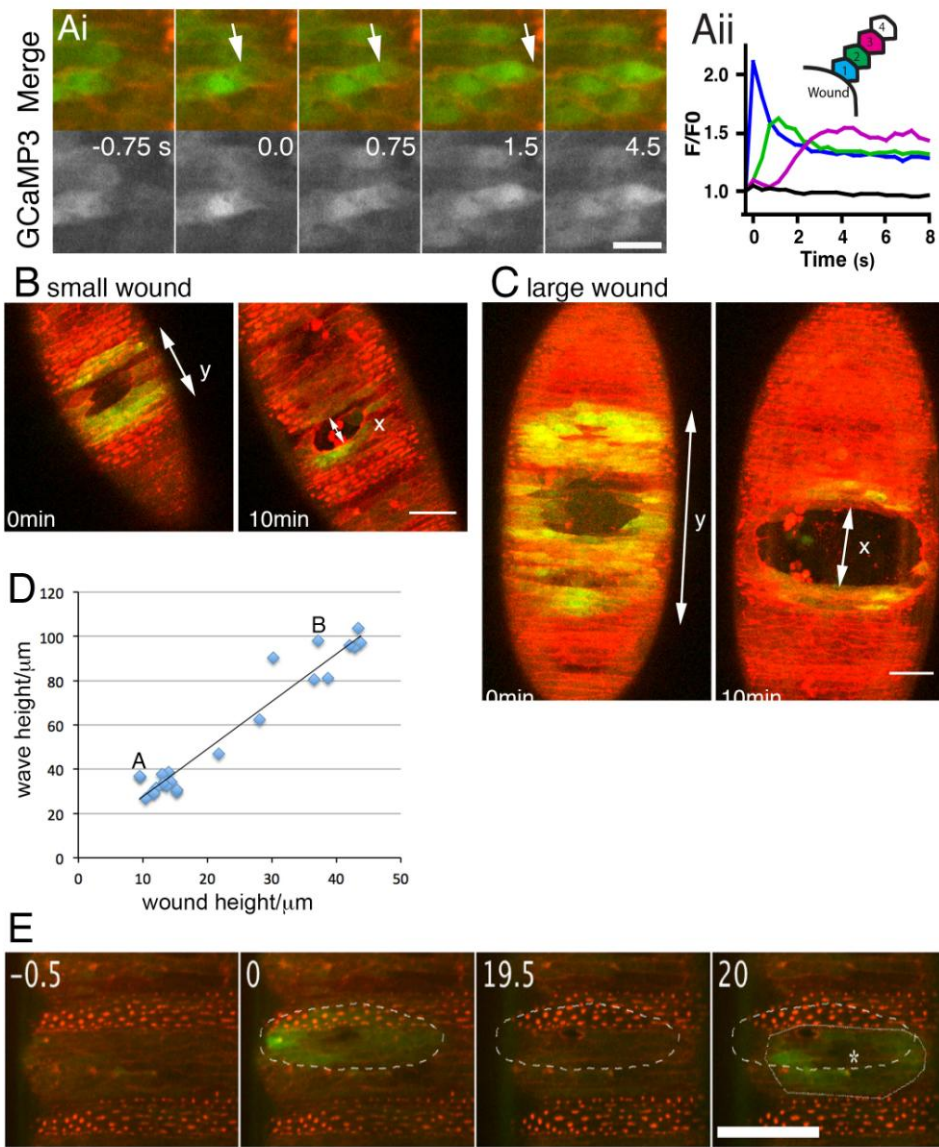 Ai
Merge
GCaMP3
-0.75 s
0.0
0.75
1.5
4.5
Aii
F/F0
2.0
1.5
1.0
0
2
4
6
8
Time (s)
Wound
1
2
3
4
B small wound
y
0min
x
10min
C large wound
y
0min
x
10min
D
wave height/μm
120
100
80
60
40
20
0
0
10
20
30
40
50
wound height/μm
A
B
E
-0.5
0
19.5
20
*